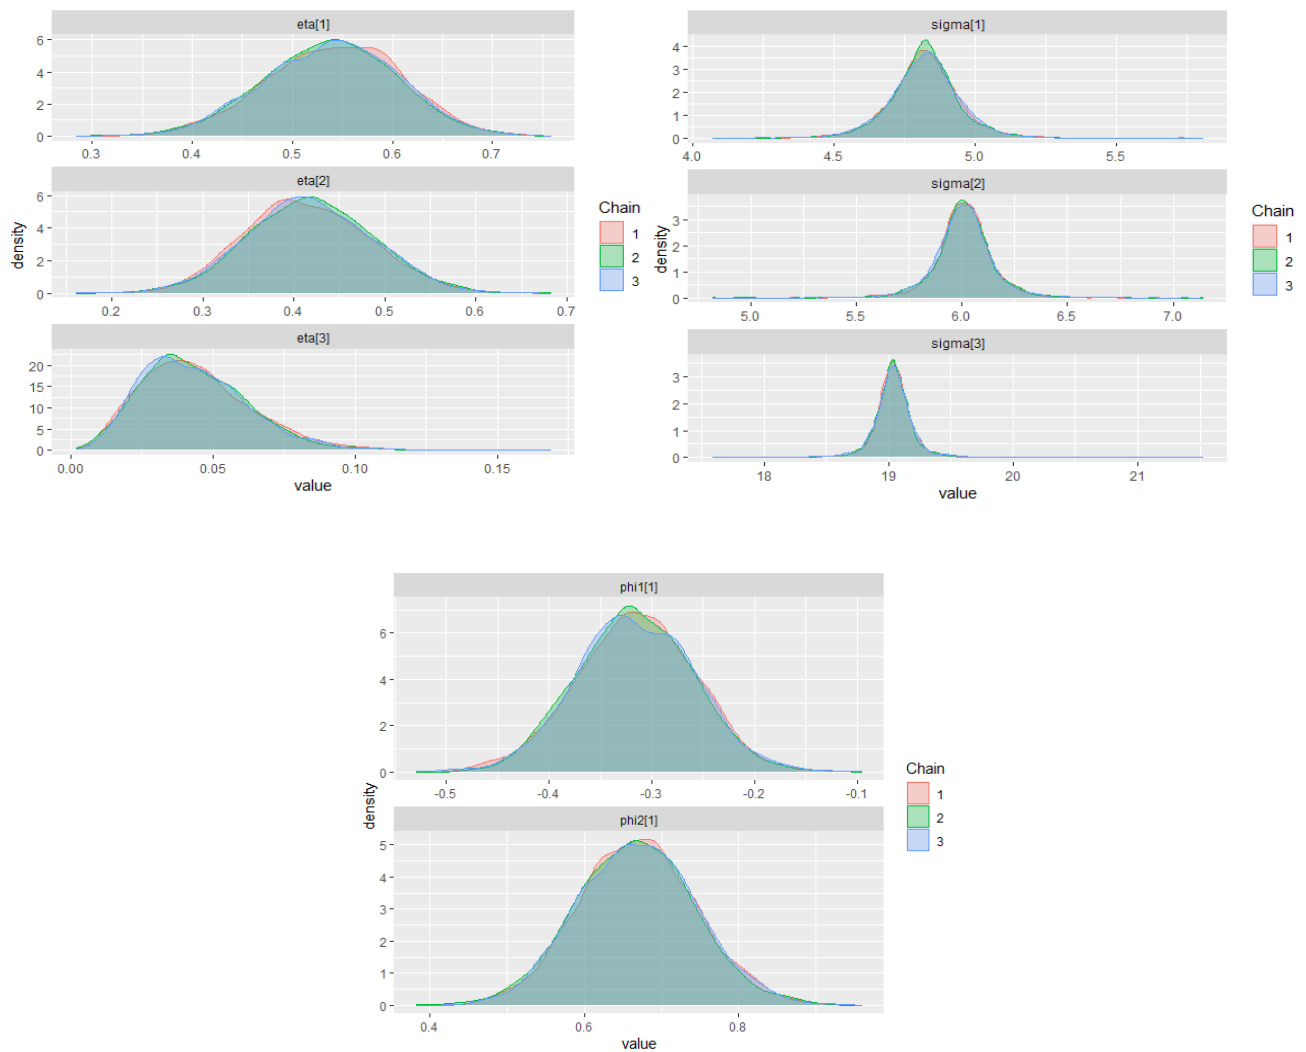 eta[1]
6
4
2
0
0.3 0.4 0.5 0.6 0.7
eta[2]
6
4
2
0
0.2 0.3 0.4 0.5 0.6 0.7
eta[3]
20
15
10
5
0
0.00 0.05 0.10 0.15
value
density
Chain
1
2
3
sigma[1]
4
3
2
1
0
4.0 4.5 5.0 5.5
sigma[2]
3
2
1
0
5.0 5.5 6.0 6.5 7.0
sigma[3]
3
2
1
0
18 19 20 21
value
density
Chain
1
2
3
phi1[1]
6
4
2
0
-0.5 -0.4 -0.3 -0.2 -0.1
phi2[1]
5
4
3
2
1
0
0.4 0.6 0.8
value
density
Chain
1
2
3